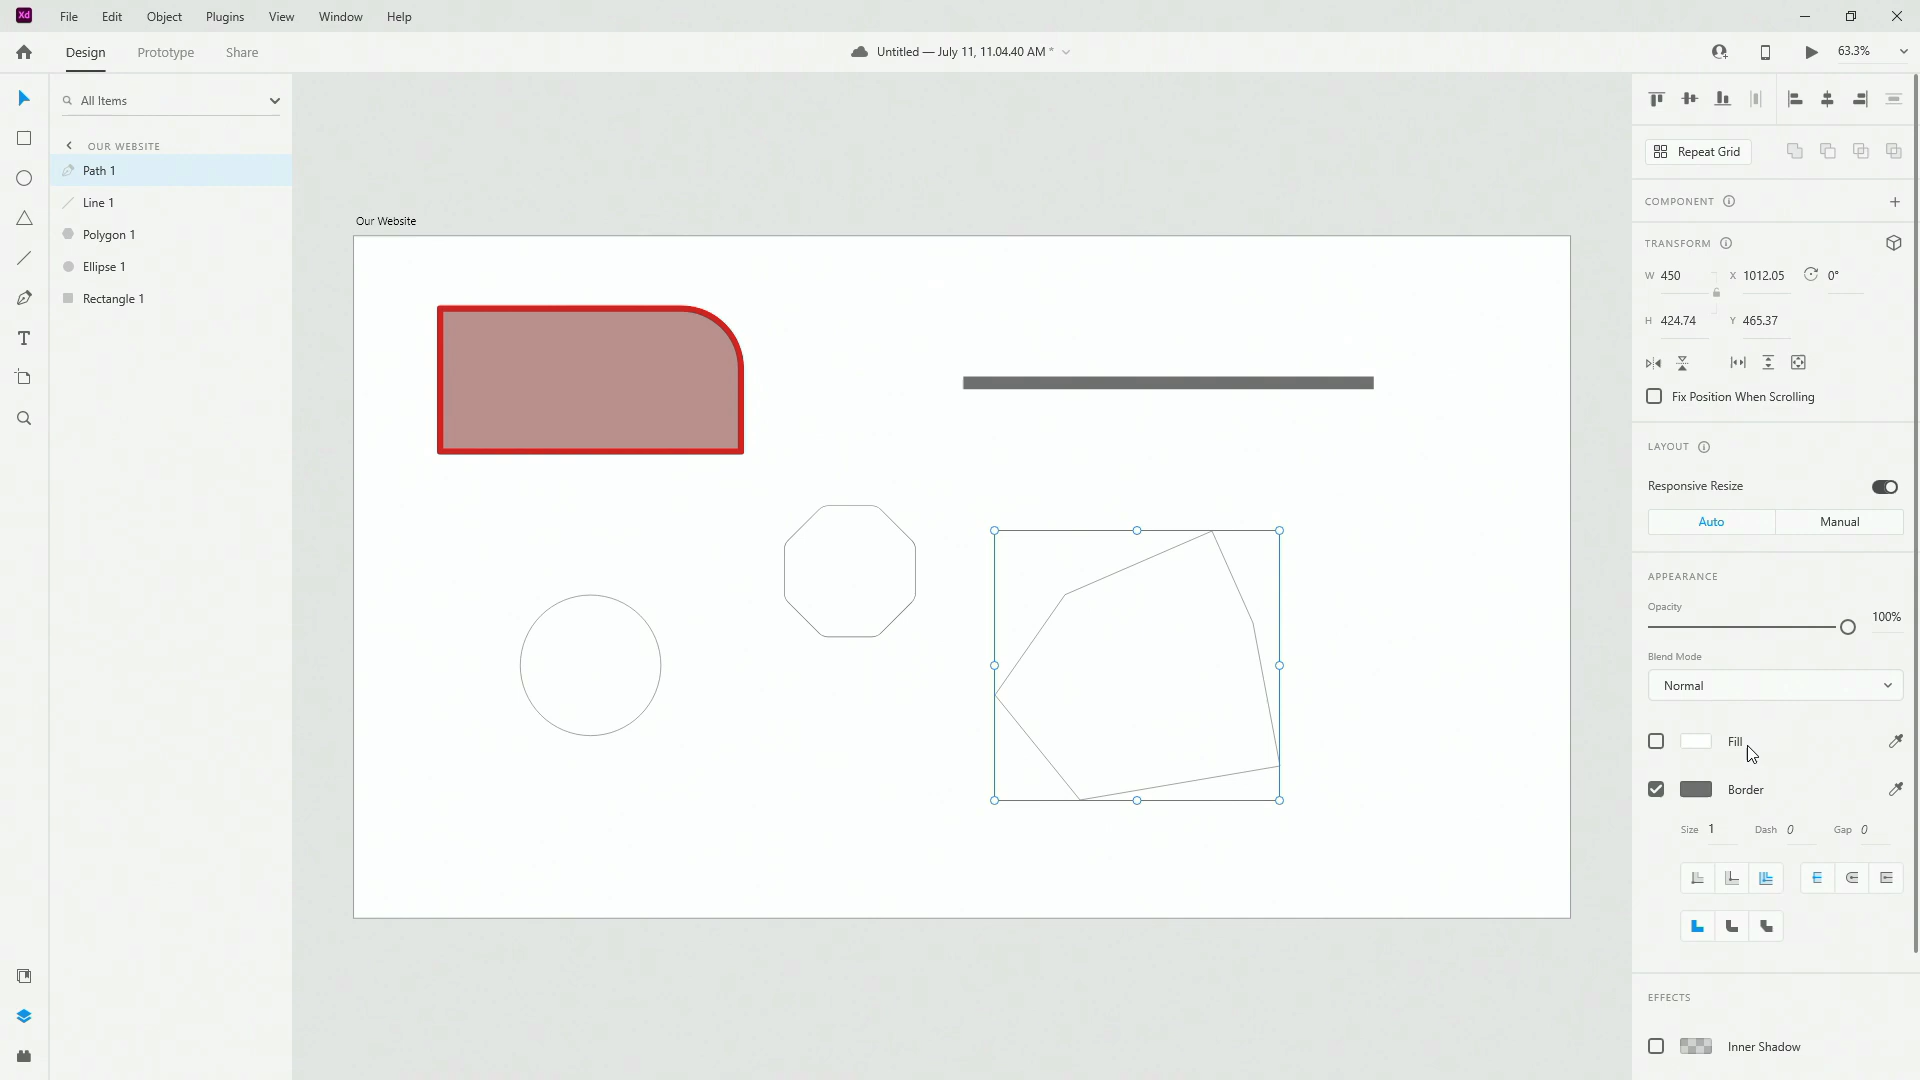 Xd File Edit Object Plugins View Window Help
Design Prototype Share
Untitled — July 11, 11.04.40 AM *
63.3%
All Items
OUR WEBSITE
Path 1
Line 1
Polygon 1
Ellipse 1
Rectangle 1
Our Website
Repeat Grid
COMPONENT
TRANSFORM
W 450 X 1012.05 0°
H 424.74 Y 465.37
Fix Position When Scrolling
LAYOUT
Responsive Resize
Auto Manual
APPEARANCE
Opacity
100%
Blend Mode
Normal
Fill
Border
Size 1 Dash 0 Gap 0
EFFECTS
Inner Shadow